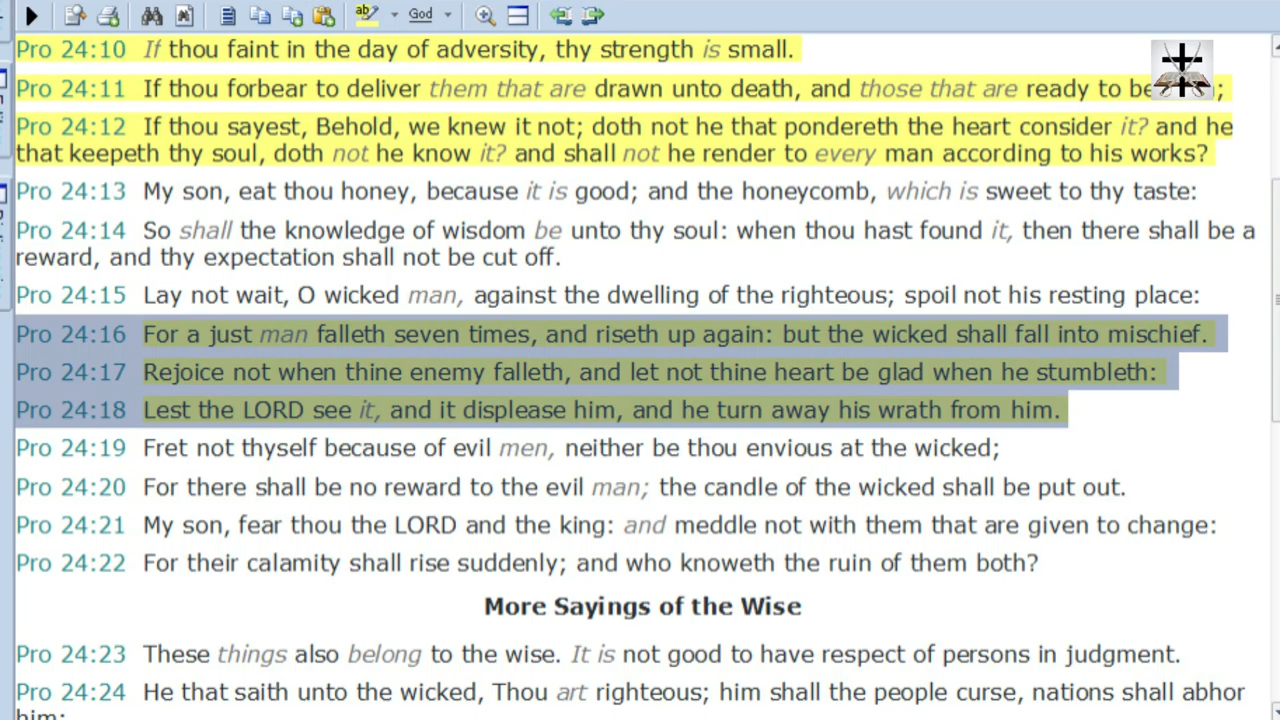 God
Pro 24:10 If thou faint in the day of adversity, thy strength is small.
Pro 24:11 If thou forbear to deliver them that are drawn unto death, and those that are ready to be ;
Pro 24:12 If thou sayest, Behold, we knew it not; doth not he that pondereth the heart consider it? and he
that keepeth thy soul, doth not he know it? and shall not he render to every man according to his works?
Pro 24:13 My son, eat thou honey, because it is good; and the honeycomb, which is sweet to thy taste:
Pro 24:14 So shall the knowledge of wisdom be unto thy soul: when thou hast found it, then there shall be a
reward, and thy expectation shall not be cut off.
Pro 24:15 Lay not wait, O wicked man, against the dwelling of the righteous; spoil not his resting place:
Pro 24:16 For a just man falleth seven times, and riseth up again: but the wicked shall fall into mischief.
Pro 24:17 Rejoice not when thine enemy falleth, and let not thine heart be glad when he stumbleth:
Pro 24:18 Lest the LORD see it, and it displease him, and he turn away his wrath from him.
Pro 24:19 Fret not thyself because of evil men, neither be thou envious at the wicked;
Pro 24:20 For there shall be no reward to the evil man; the candle of the wicked shall be put out.
Pro 24:21 My son, fear thou the LORD and the king: and meddle not with them that are given to change:
Pro 24:22 For their calamity shall rise suddenly; and who knoweth the ruin of them both?
More Sayings of the Wise
Pro 24:23 These things also belong to the wise. It is not good to have respect of persons in judgment.
Pro 24:24 He that saith unto the wicked, Thou art righteous; him shall the people curse, nations shall abhor
him: